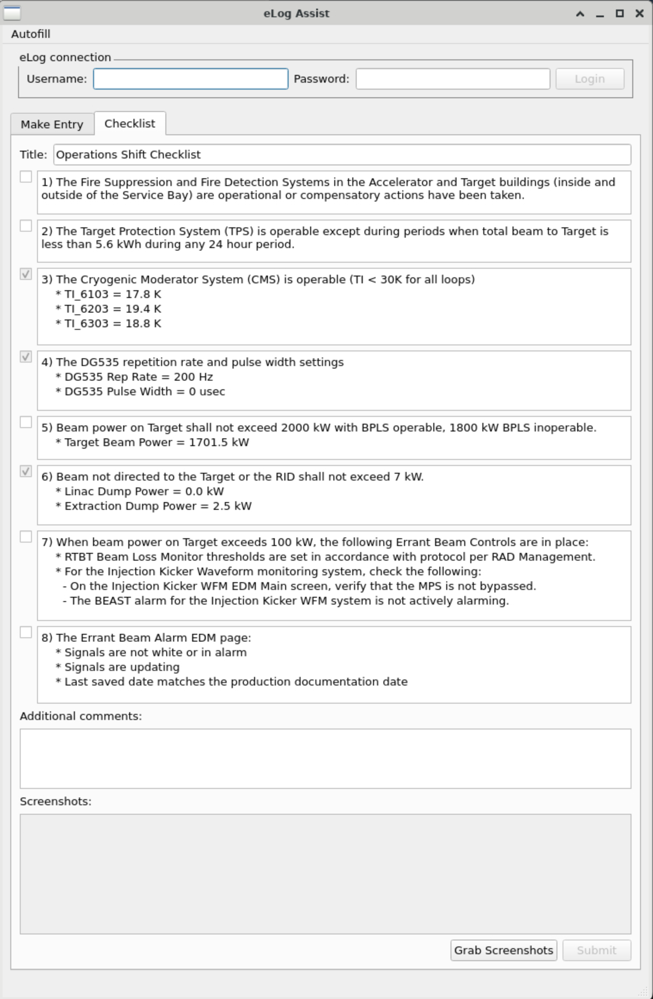 eLog Assist
Autofill
eLog connection
Username:
Password:
Login
Make Entry
Checklist
Title: Operations Shift Checklist
1) The Fire Suppression and Fire Detection Systems in the Accelerator and Target buildings (inside and
outside of the Service Bay) are operational or compensatory actions have been taken.
2) The Target Protection System (TPS) is operable except during periods when total beam to Target is
less than 5.6 kWh during any 24 hour period.
3) The Cryogenic Moderator System (CMS) is operable (TI < 30K for all loops)
* TI_6103 = 17.8 K
* TI_6203 = 19.4 K
* TI_6303 = 18.8 K
4) The DG535 repetition rate and pulse width settings
* DG535 Rep Rate = 200 Hz
* DG535 Pulse Width = 0 usec
5) Beam power on Target shall not exceed 2000 kW with BPLS operable, 1800 kW BPLS inoperable.
* Target Beam Power = 1701.5 kW
6) Beam not directed to the Target or the RID shall not exceed 7 kW.
* Linac Dump Power = 0.0 kW
* Extraction Dump Power = 2.5 kW
7) When beam power on Target exceeds 100 kW, the following Errant Beam Controls are in place:
* RTBT Beam Loss Monitor thresholds are set in accordance with protocol per RAD Management.
* For the Injection Kicker Waveform monitoring system, check the following:
- On the Injection Kicker WFM EDM Main screen, verify that the MPS is not bypassed.
- The BEAST alarm for the Injection Kicker WFM system is not actively alarming.
8) The Errant Beam Alarm EDM page:
* Signals are not white or in alarm
* Signals are updating
* Last saved date matches the production documentation date
Additional comments:
Screenshots:
Grab Screenshots
Submit